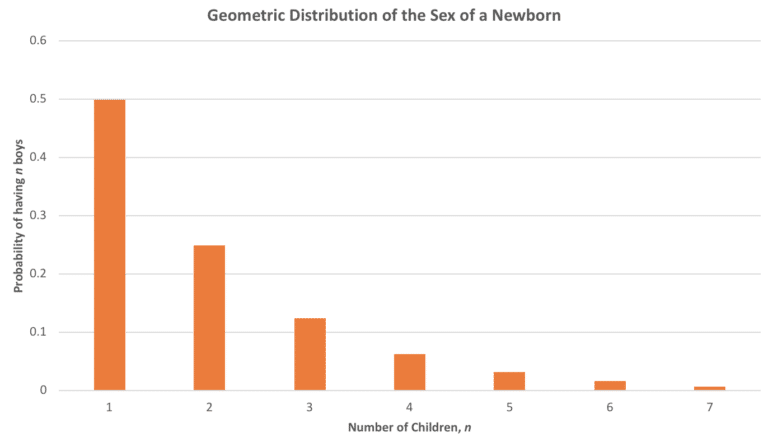 Geometric Distribution of the Sex of a Newborn
0.6
0.5
0.4
0.3
0.2
0.1
0
Probability of having n boys
1 2 3 4 5 6 7
Number of Children, n